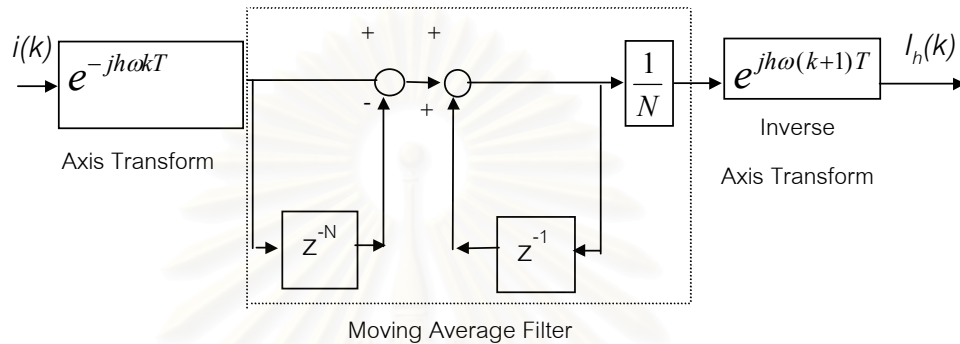 i(k)
e^{-jhωkT}
Axis Transform
+ +
-
+
z^{-N}
z^{-1}
1/N
e^{jhω(k+1)T}
I_h(k)
Inverse
Axis Transform
Moving Average Filter